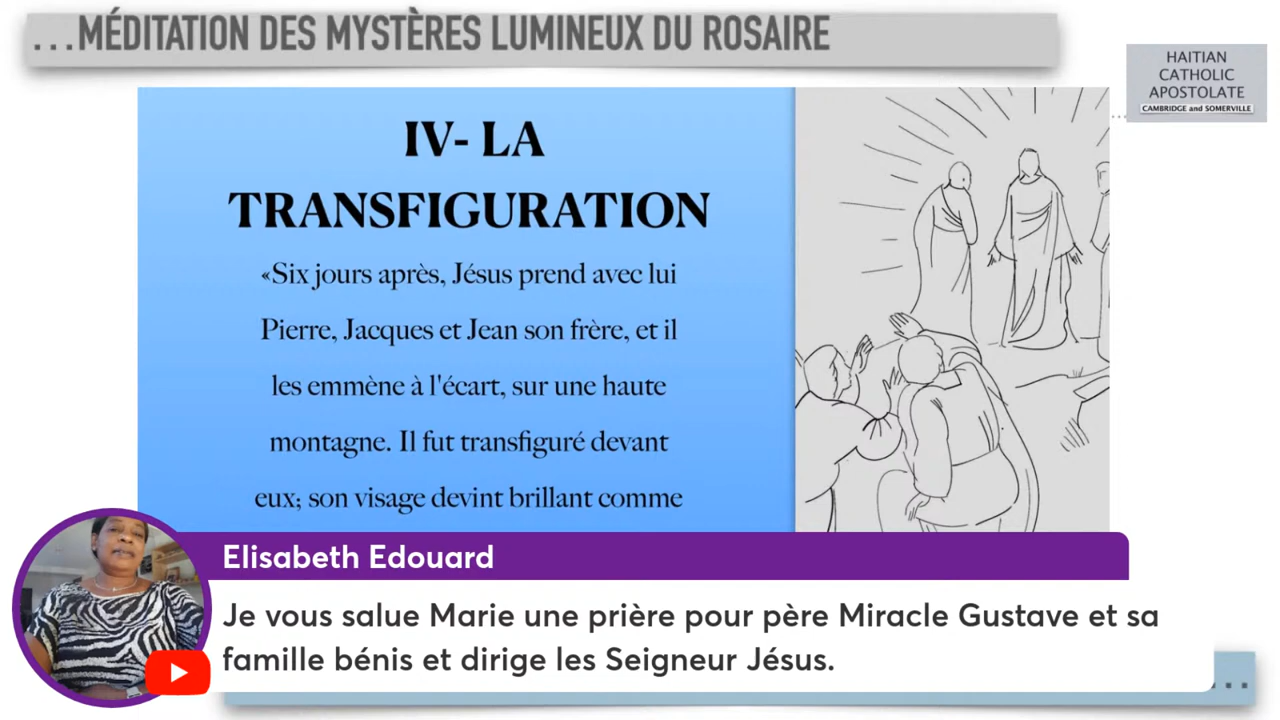 ...MÉDITATION DES MYSTÈRES LUMINEUX DU ROSAIRE
HAITIAN
CATHOLIC
APOSTOLATE
CAMBRIDGE and SOMERVILLE
IV- LA
TRANSFIGURATION
«Six jours après, Jésus prend avec lui
Pierre, Jacques et Jean son frère, et il
les emmène à l'écart, sur une haute
montagne. Il fut transfiguré devant
eux; son visage devint brillant comme
Elisabeth Edouard
Je vous salue Marie une prière pour père Miracle Gustave et sa
famille bénis et dirige les Seigneur Jésus.